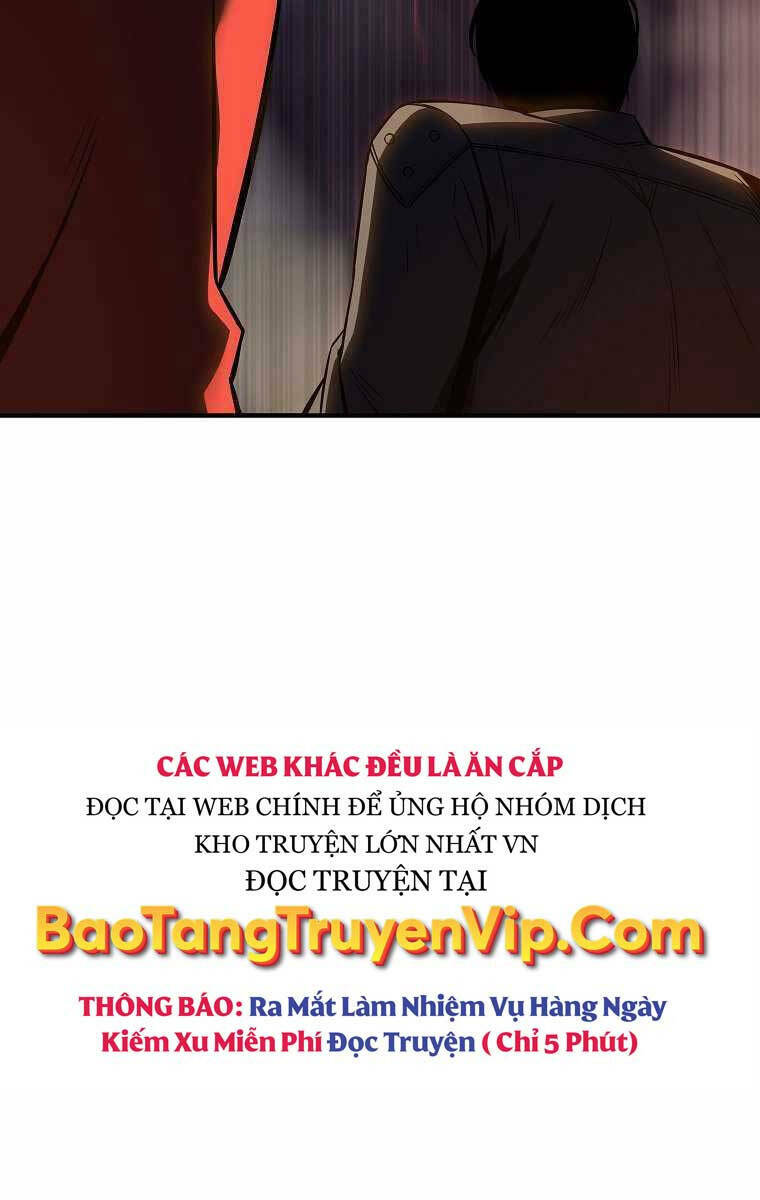 CÁC WEB KHÁC ĐỀU LÀ ĂN CẮP
ĐỌC TẠI WEB CHÍNH ĐỂ ỦNG HỘ NHÓM DỊCH
KHO TRUYỆN LỚN NHẤT VN
ĐỌC TRUYỆN TẠI
BaoTangTruyenVip.Com
THÔNG BÁO: Ra Mắt Làm Nhiệm Vụ Hàng Ngày
Kiếm Xu Miễn Phí Đọc Truyện ( Chỉ 5 Phút)